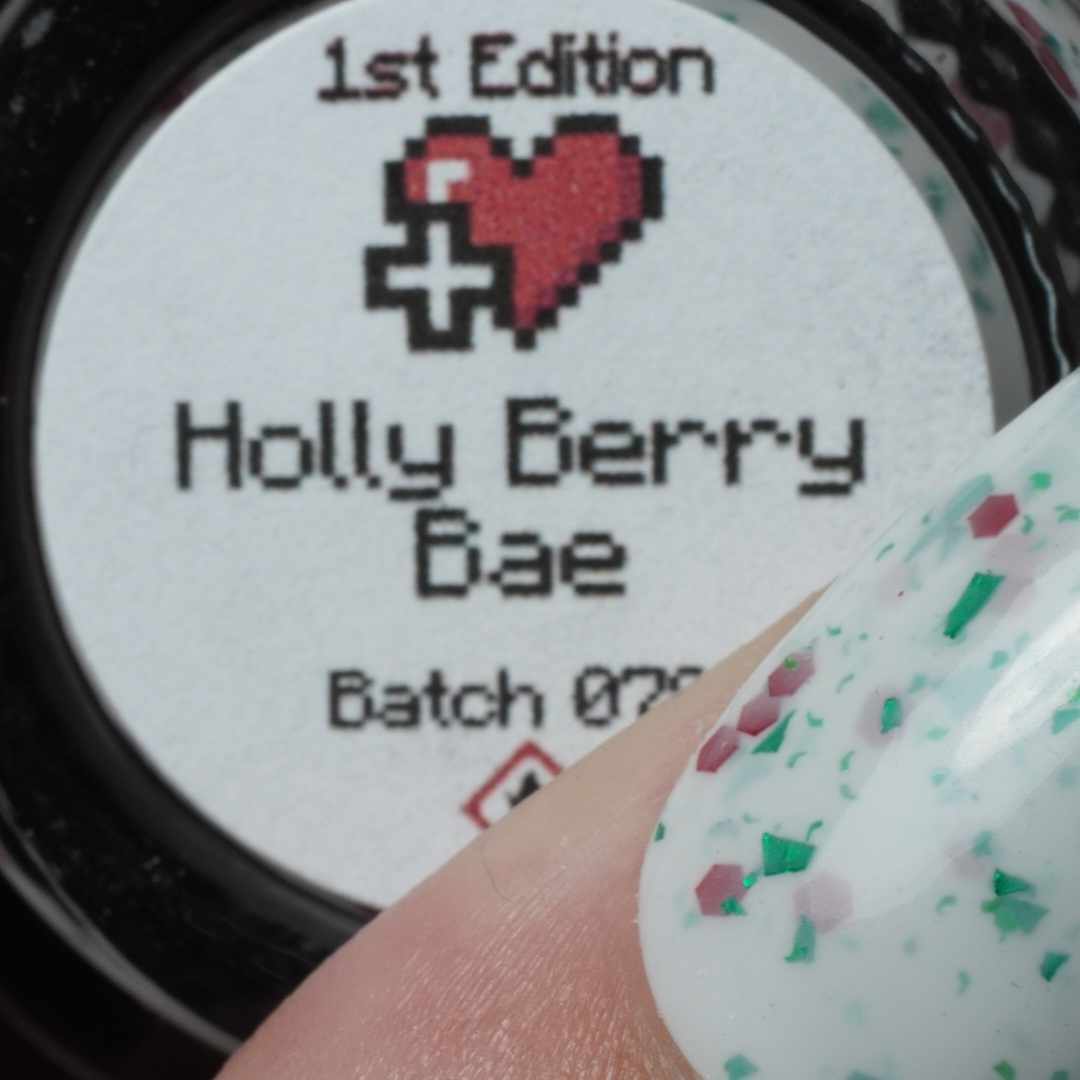 1st Edition
Holly Berry
Bae
Batch